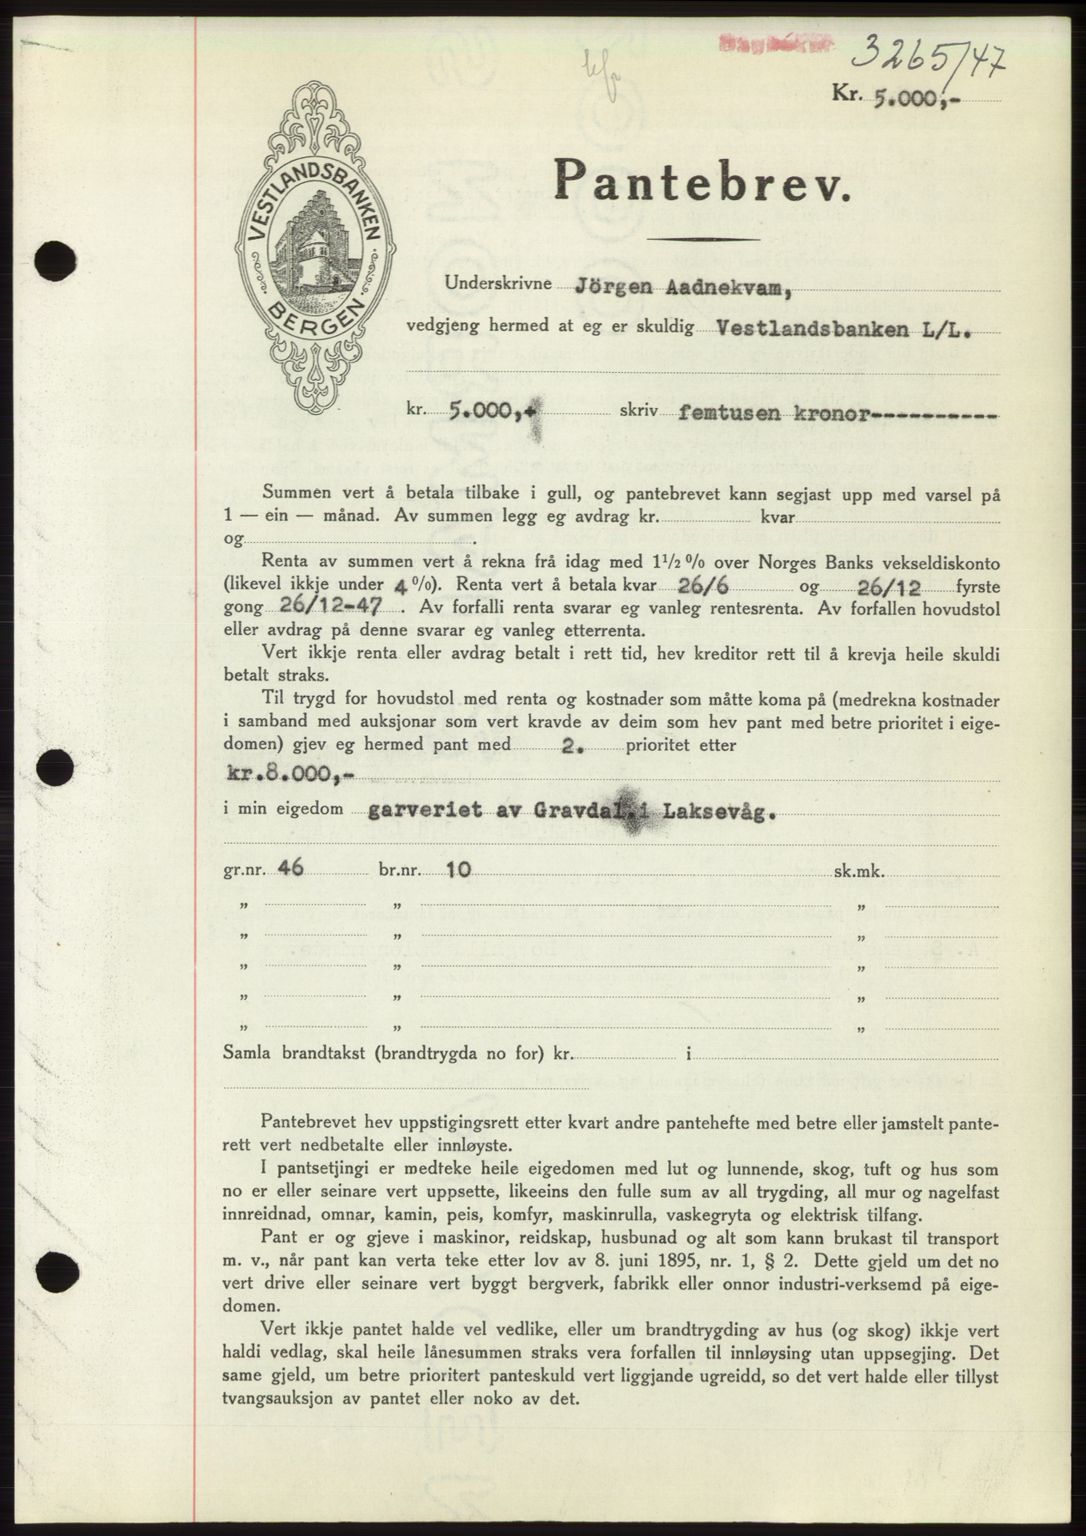 3265/47
Kr. 5.000,-
VESTLANDSBANKEN
BERGEN
Pantebrev.
Underskrivne Jörgen Aadnekvam,
vedgjeng hermed at eg er skuldig Vestlandsbanken L/L.
kr. 5.000,- skriv femtusen kronor-----------
Summen vert å betala tilbake i gull, og pantebrevet kann segjast upp med varsel på
1 — ein — månad. Av summen legg eg avdrag kr. kvar
og .
Renta av summen vert å rekna frå idag med 1 1/2 % over Norges Banks vekseldiskonto
(likevel ikkje under 4 %). Renta vert å betala kvar 26/6 og 26/12 fyrste
gong 26/12-47 . Av forfalli renta svarar eg vanleg rentesrenta. Av forfallen hovudstol
eller avdrag på denne svarar eg vanleg etterrenta.
Vert ikkje renta eller avdrag betalt i rett tid, hev kreditor rett til å krevja heile skuldi
betalt straks.
Til trygd for hovudstol med renta og kostnader som måtte koma på (medrekna kostnader
i samband med auksjonar som vert kravde av deim som hev pant med betre prioritet i eige-
domen) gjev eg hermed pant med 2. prioritet etter
kr.8.000,-
i min eigedom garveriet av Gravdal i Laksevåg.
gr.nr. 46 br.nr. 10 sk.mk.
„ „ „
„ „ „
„ „ „
„ „ „
„ „ „
Samla brandtakst (brandtrygda no for) kr. i
Pantebrevet hev uppstigingsrett etter kvart andre pantehefte med betre eller jamstelt pante-
rett vert nedbetalte eller innløyste.
I pantsetjingi er medteke heile eigedomen med lut og lunnende, skog, tuft og hus som
no er eller seinare vert uppsette, likeeins den fulle sum av all trygding, all mur og nagelfast
innreidnad, omnar, kamin, peis, komfyr, maskinrulla, vaskegryta og elektrisk tilfang.
Pant er og gjeve i maskinor, reidskap, husbunad og alt som kann brukast til transport
m. v., når pant kan verta teke etter lov av 8. juni 1895, nr. 1, § 2. Dette gjeld um det no
vert drive eller seinare vert byggt bergverk, fabrikk eller onnor industri-verksemd på eige-
domen.
Vert ikkje pantet halde vel vedlike, eller um brandtrygding av hus (og skog) ikkje vert
haldi vedlag, skal heile lånesummen straks vera forfallen til innløysing utan uppsegjing. Det
same gjeld, um betre prioritert panteskuld vert liggjande ugreidd, so det vert halde eller tillyst
tvangsauksjon av pantet eller noko av det.